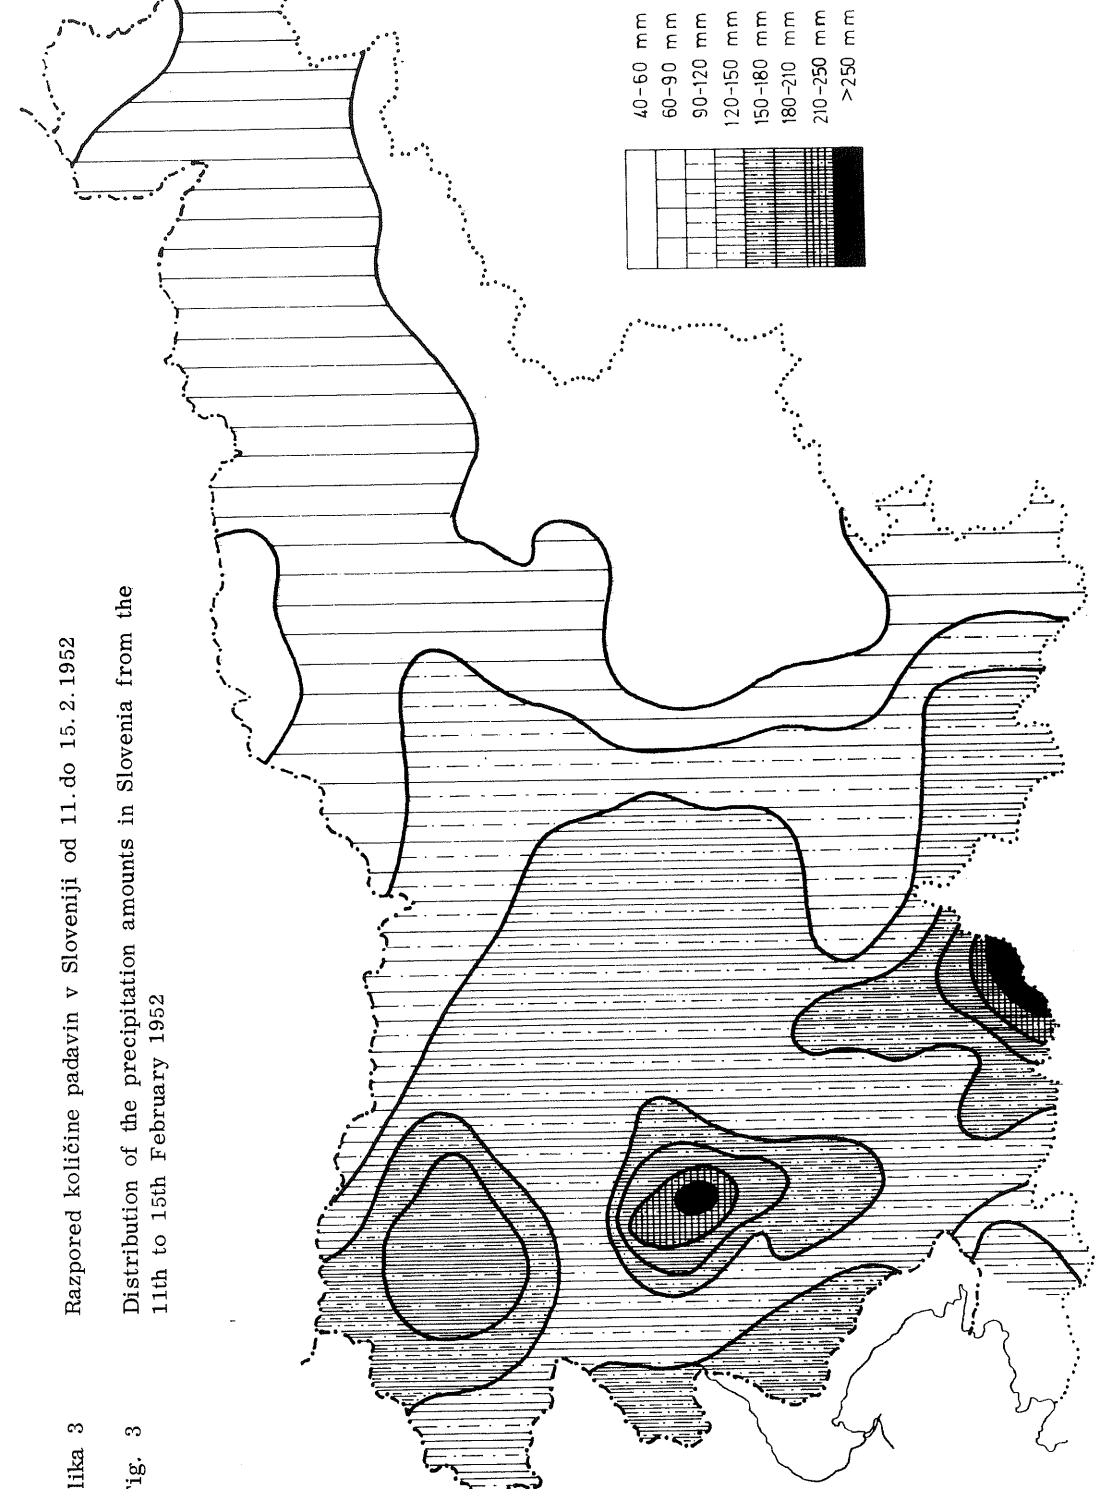 lika 3 Razpored količine padavin v Sloveniji od 11. do 15. 2. 1952
ig. 3 Distribution of the precipitation amounts in Slovenia from the
11th to 15th February 1952
40-60 mm
60-90 mm
90-120 mm
120-150 mm
150-180 mm
180-210 mm
210-250 mm
>250 mm